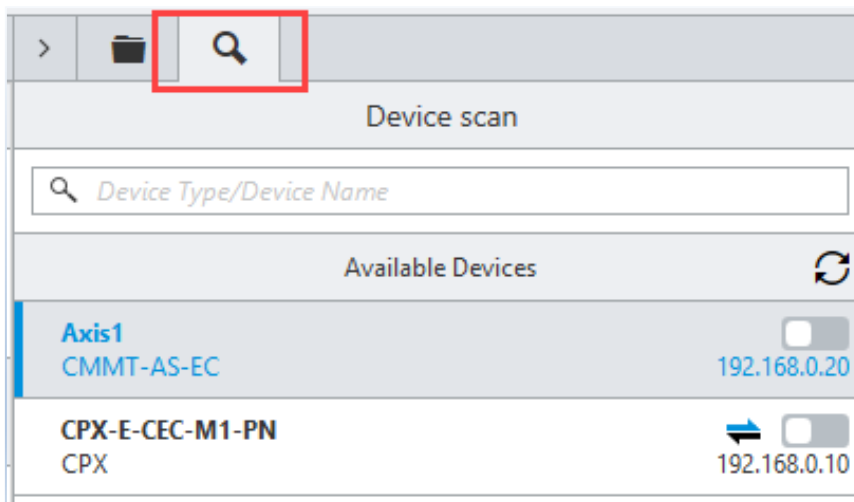 Device scan
Device Type/Device Name
Available Devices
Axis1
CMMT-AS-EC 192.168.0.20
CPX-E-CEC-M1-PN
CPX 192.168.0.10